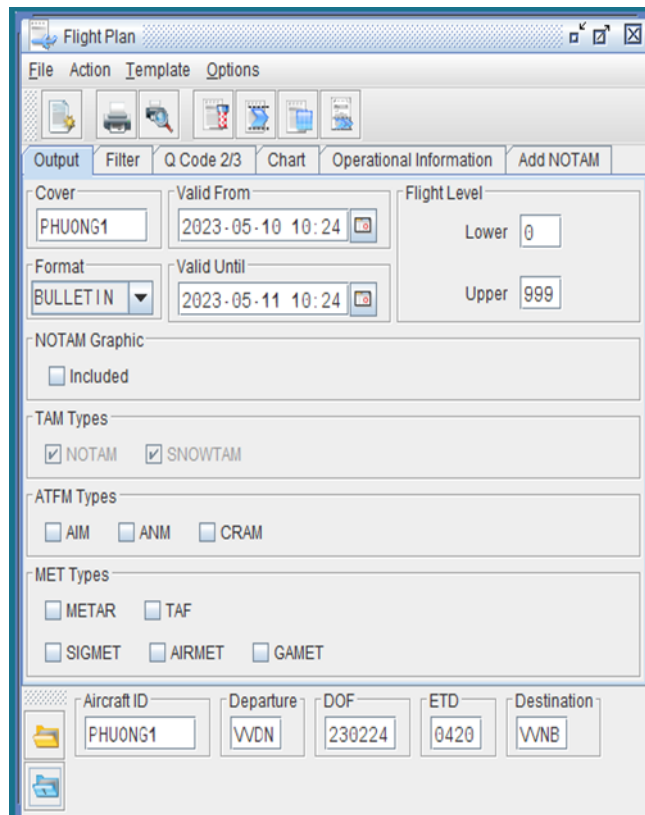 Flight Plan
File Action Template Options
Output Filter Q Code 2/3 Chart Operational Information Add NOTAM
Cover Valid From Flight Level
PHUONG1 2023-05-10 10:24 Lower 0
Format Valid Until
BULLETIN 2023-05-11 10:24 Upper 999
NOTAM Graphic
Included
TAM Types
NOTAM SNOWTAM
ATFM Types
AIM ANM CRAM
MET Types
METAR TAF
SIGMET AIRMET GAMET
Aircraft ID Departure DOF ETD Destination
PHUONG1 VVDN 230224 0420 VVNB